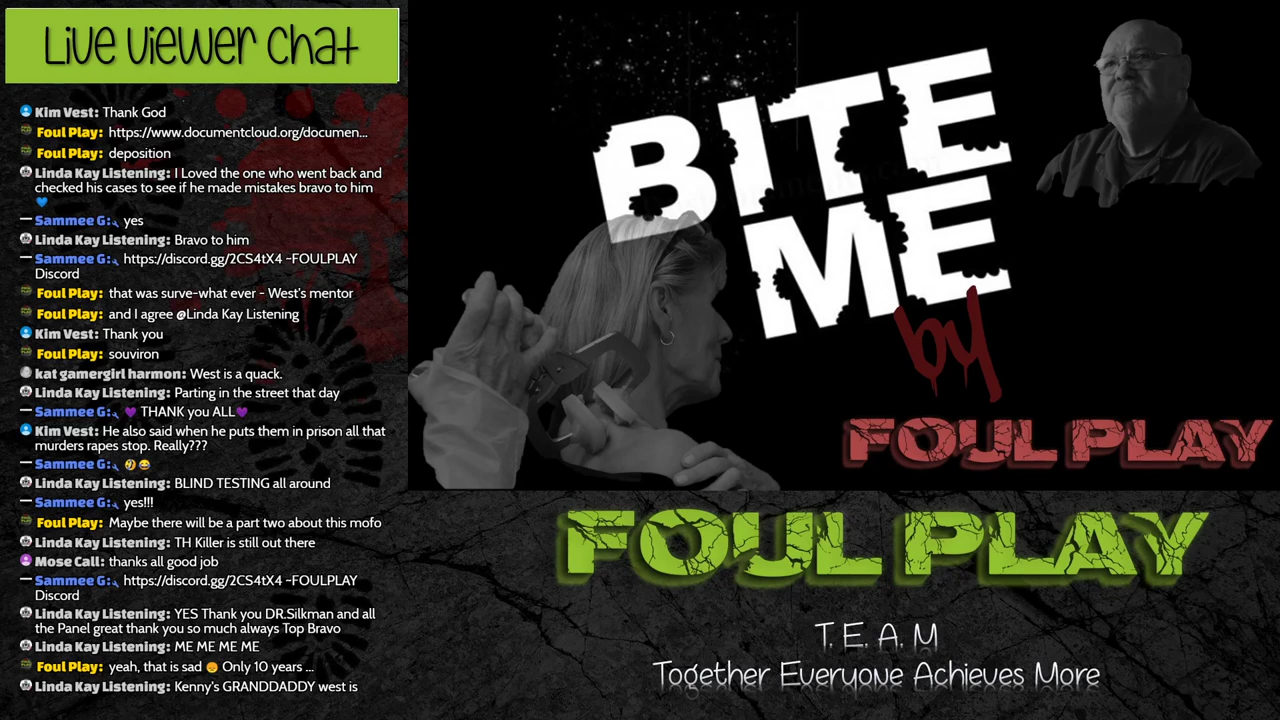 Live viewer chat
Kim Vest: Thank God
Foul Play: https://www.documentcloud.org/documen...
Foul Play: deposition
Linda Kay Listening: I Loved the one who went back and
checked his cases to see if he made mistakes bravo to him
💙
Sammee G: yes
Linda Kay Listening: Bravo to him
Sammee G: https://discord.gg/2CS4tX4 -FOULPLAY
Discord
Foul Play: that was surve-what ever - West's mentor
Foul Play: and I agree @Linda Kay Listening
Kim Vest: Thank you
Foul Play: souviron
kat gamergirl harmon: West is a quack.
Linda Kay Listening: Parting in the street that day
Sammee G: 💜 THANK you ALL💜
Kim Vest: He also said when he puts them in prison all that
murders rapes stop. Really???
Sammee G: 🤣😂
Linda Kay Listening: BLIND TESTING all around
Sammee G: yes!!!
Foul Play: Maybe there will be a part two about this mofo
Linda Kay Listening: TH Killer is still out there
Mose Call: thanks all good job
Sammee G: https://discord.gg/2CS4tX4 -FOULPLAY
Discord
Linda Kay Listening: YES Thank you DR.Silkman and all
the Panel great thank you so much always Top Bravo
Linda Kay Listening: ME ME ME ME
Foul Play: yeah, that is sad 😞 Only 10 years ...
Linda Kay Listening: Kenny's GRANDDADDY west is
BITE
ME
by
FOUL PLAY
FOUL PLAY
T. E. A. M
Together Everyone Achieves More